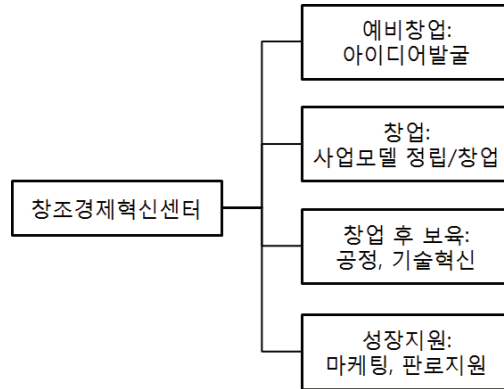 예비창업:
아이디어발굴
창업:
사업모델 정립/창업
창조경제혁신센터
창업 후 보육:
공정, 기술혁신
성장지원:
마케팅, 판로지원